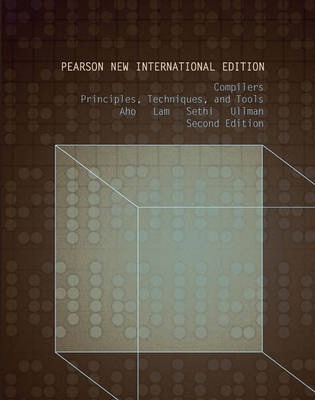 PEARSON NEW INTERNATIONAL EDITION
Compilers
Principles, Techniques, and Tools
Aho Lam Sethi Ullman
Second Edition